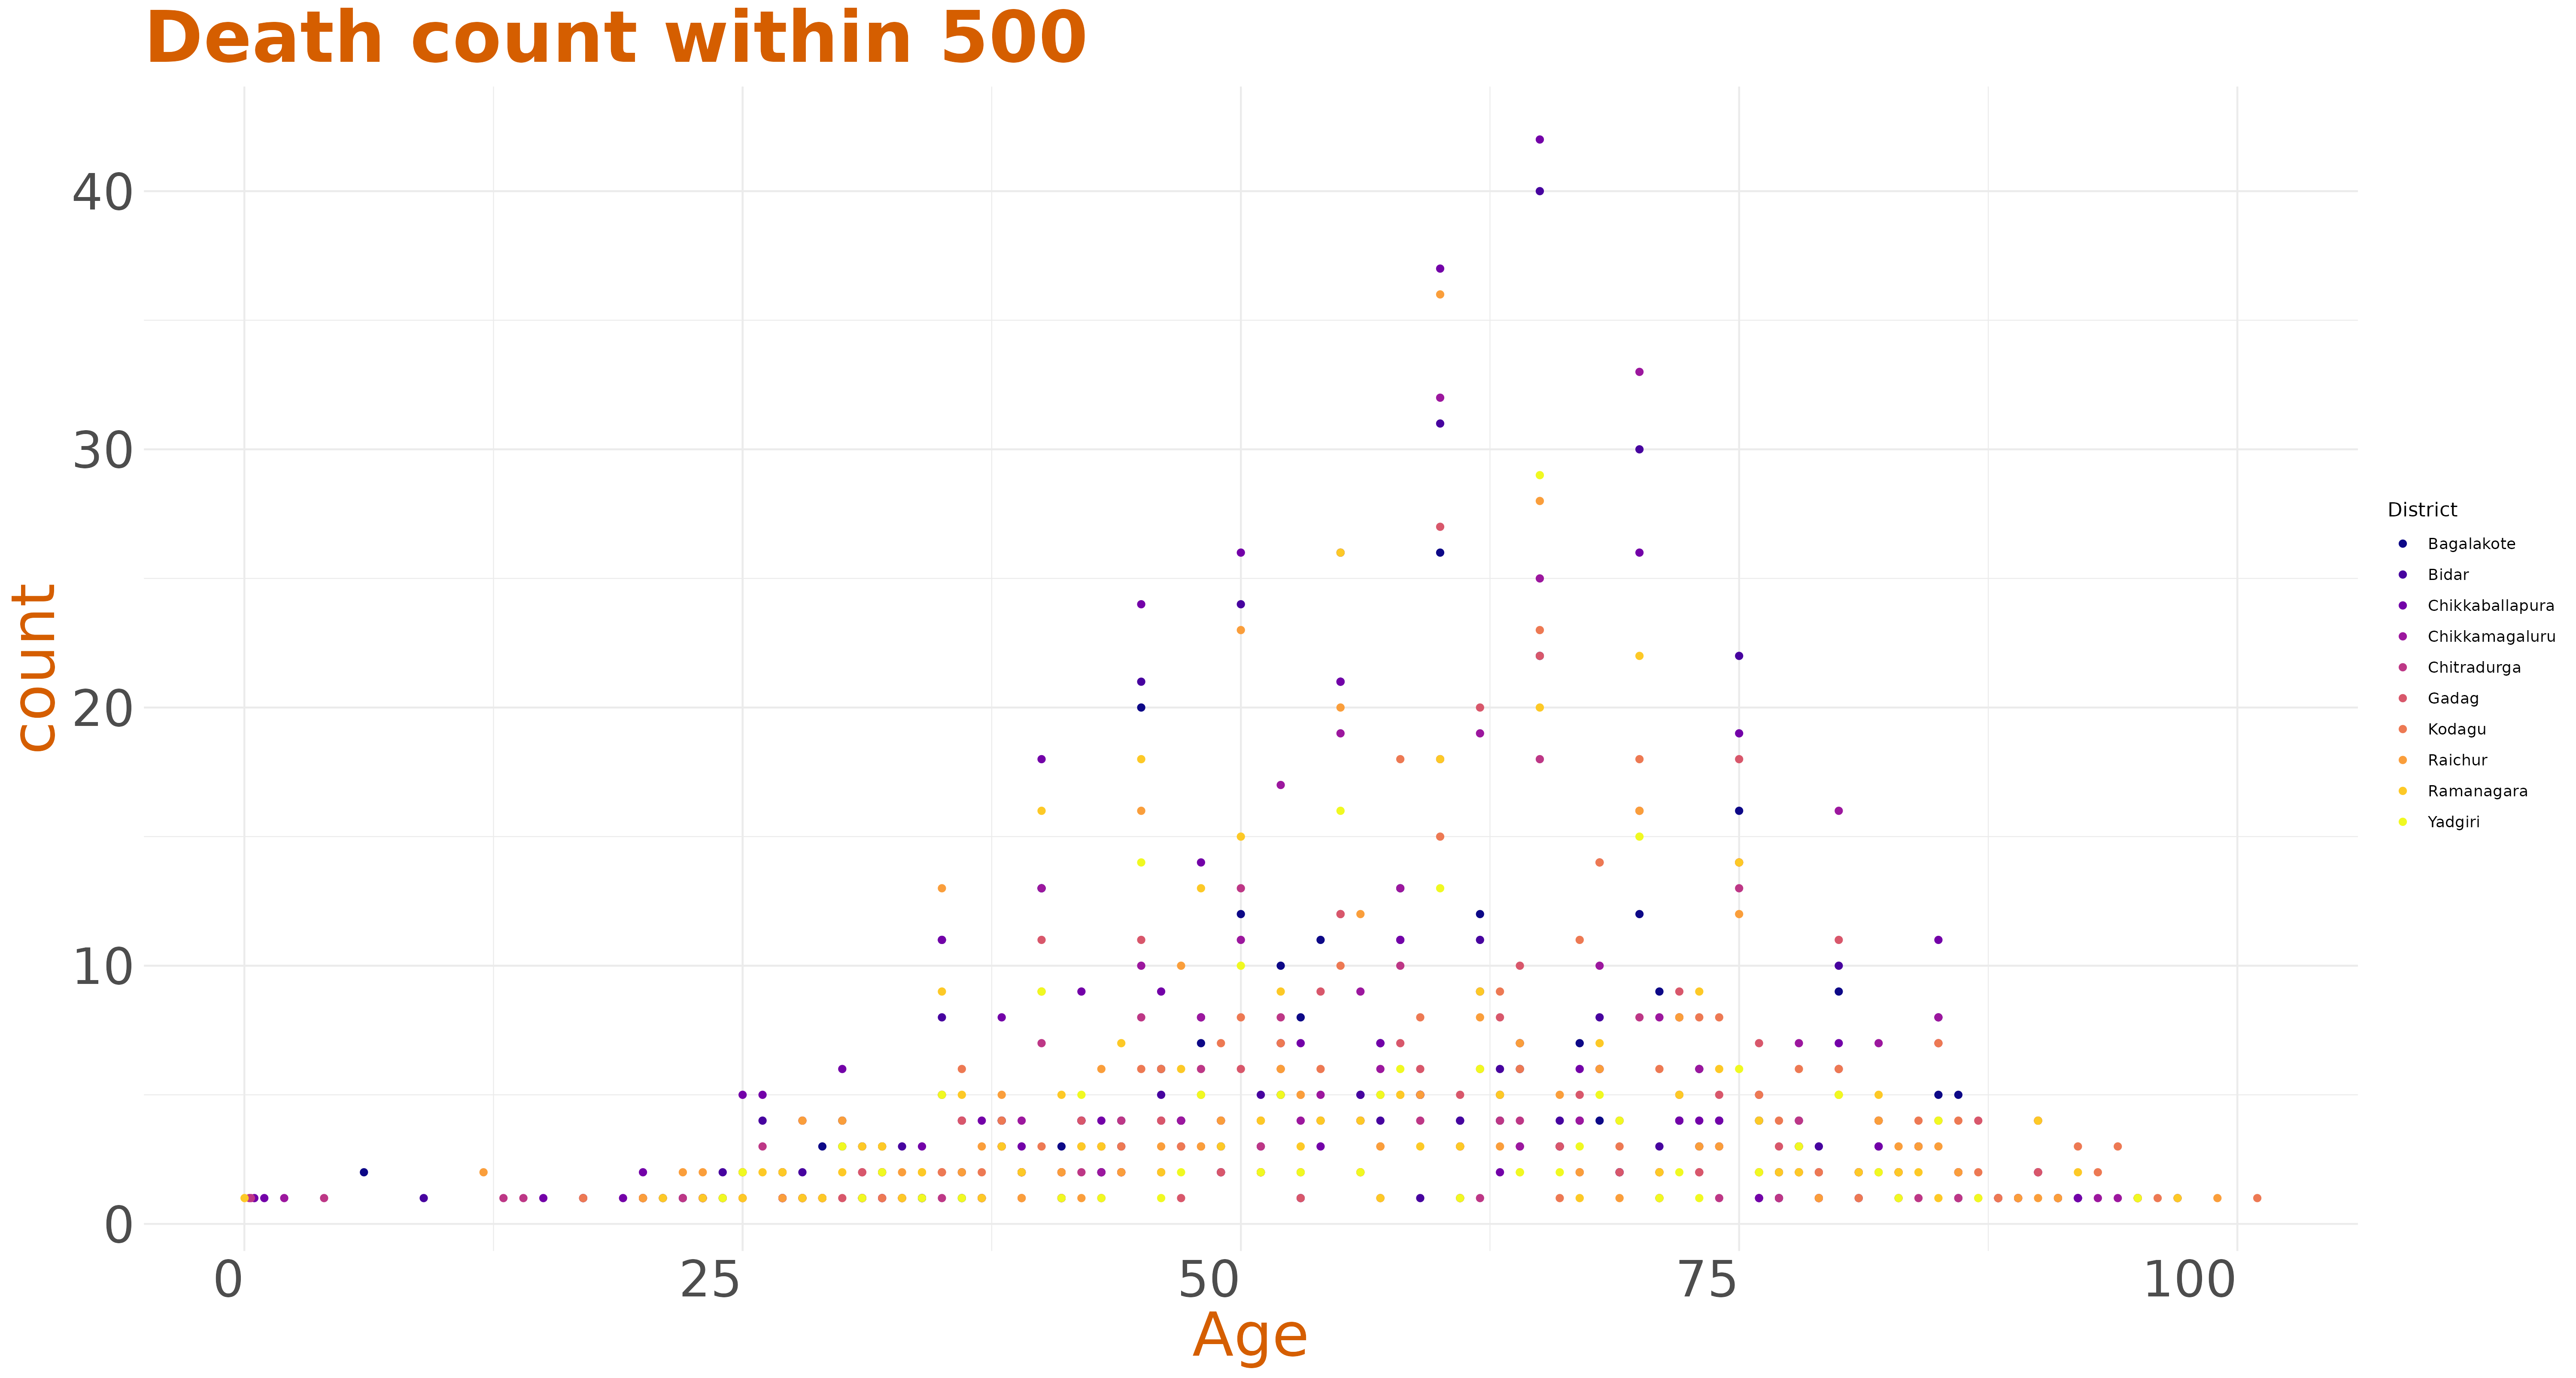 Death count within 500
40
30
20
10
0
count
0 25 50 75 100
Age
District
Bagalakote
Bidar
Chikkaballapura
Chikkamagaluru
Chitradurga
Gadag
Kodagu
Raichur
Ramanagara
Yadgiri